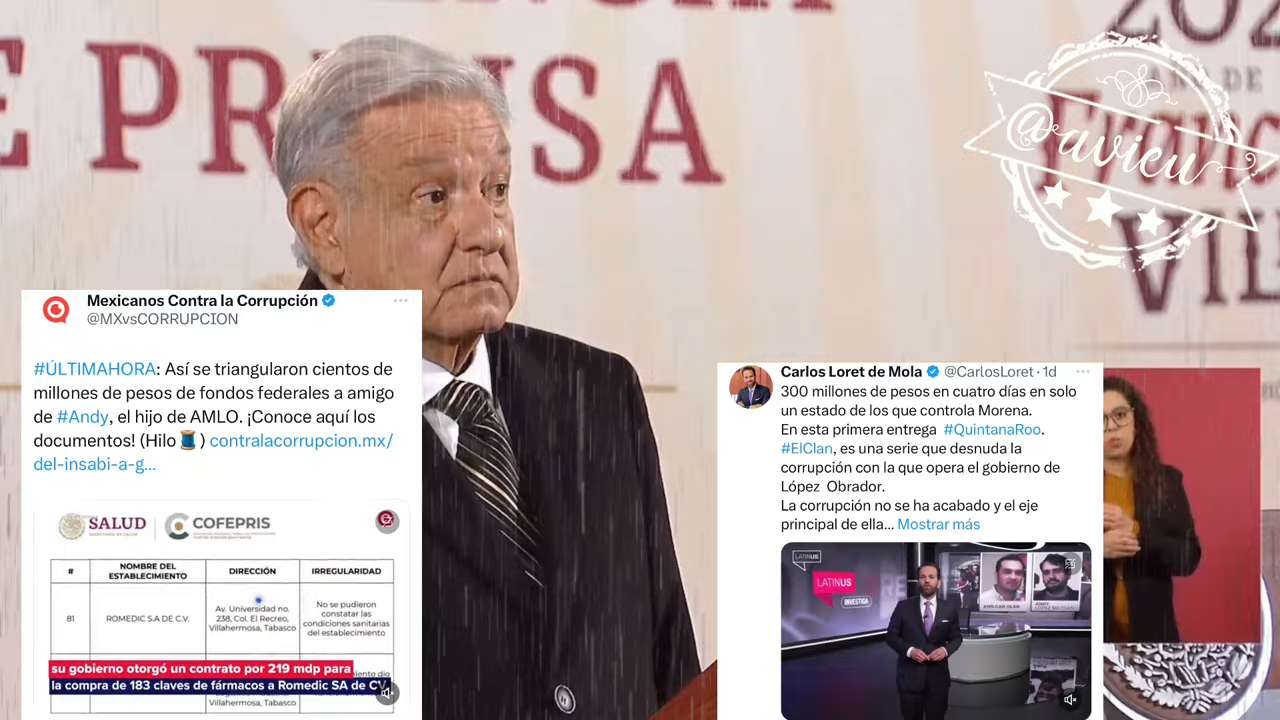 E PRENSA
@avieu
Mexicanos Contra la Corrupción
@MXvsCORRUPCION
#ÚLTIMAHORA: Así se triangularon cientos de
millones de pesos de fondos federales a amigo
de #Andy, el hijo de AMLO. ¡Conoce aquí los
documentos! (Hilo🧵) contralacorrupcion.mx/
del-insabi-a-g...
SALUD
COFEPRIS
#
NOMBRE DEL
ESTABLECIMIENTO
DIRECCIÓN
IRREGULARIDAD
81
ROMEDIC S.A DE C.V.
Av. Universidad no.
238, Col. El Recreo,
Villahermosa, Tabasco
No se pudieron
constatar las
condiciones sanitarias
del establecimiento
su gobierno otorgó un contrato por 219 mdp para
la compra de 183 claves de fármacos a Romedic SA de CV
Villahermosa, Tabasco
Carlos Loret de Mola @CarlosLoret · 1d
300 millones de pesos en cuatro días en solo
un estado de los que controla Morena.
En esta primera entrega #QuintanaRoo.
#ElClan, es una serie que desnuda la
corrupción con la que opera el gobierno de
López Obrador.
La corrupción no se ha acabado y el eje
principal de ella... Mostrar más
LATINUS
LATINUS
INVESTIGA
AMÍLCAR OLÁN
ANDY
LÓPEZ BELTRÁN